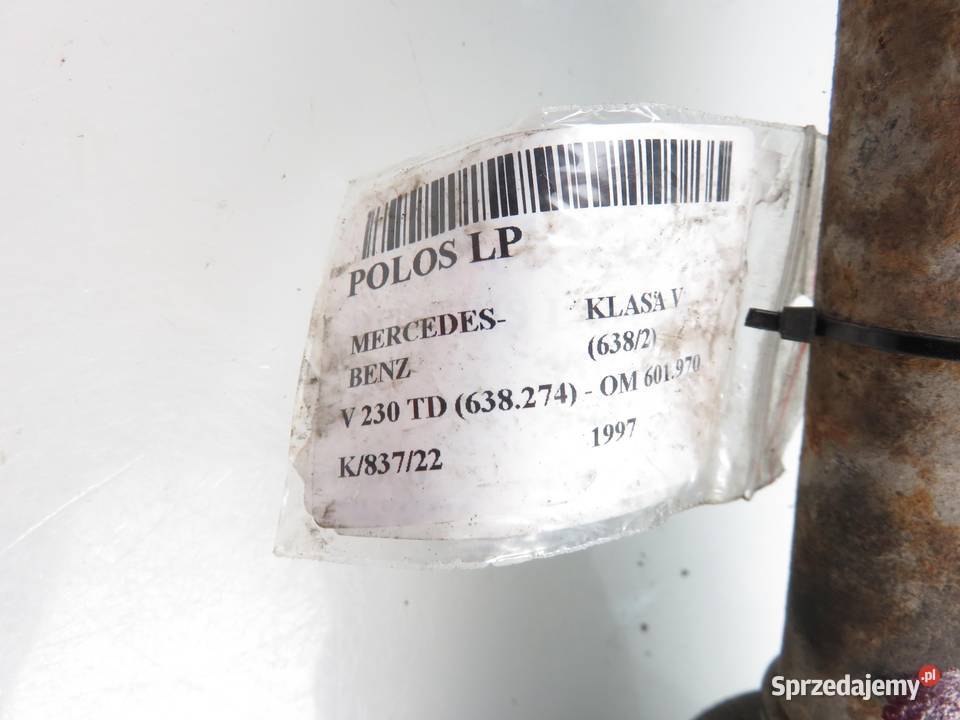 POLOS LP
MERCEDES-
BENZ
KLASA V
(638/2)
V 230 TD (638.274) - OM 601.970
K/837/22
1997
Sprzedajemy.pl